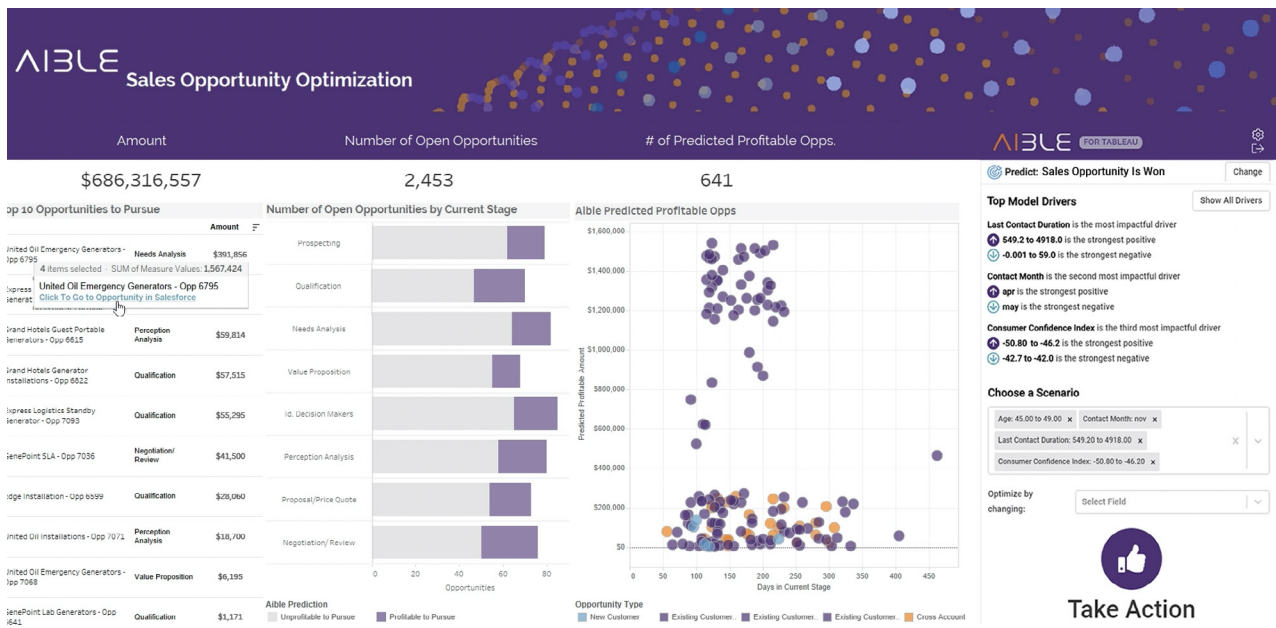 AIBLE
Sales Opportunity Optimization
Amount
Number of Open Opportunities
# of Predicted Profitable Opps.
AIBLE FOR TABLEAU
$686,316,557
2,453
641
op 10 Opportunities to Pursue
Amount
United Oil Emergency Generators -
Opp 6795
Needs Analysis
$391,856
4 items selected · SUM of Measure Values: 1,567,424
United Oil Emergency Generators - Opp 6795
Click To Go to Opportunity in Salesforce
Express
Generat
Grand Hotels Guest Portable
Generators - Opp 6615
Perception
Analysis
$59,814
Grand Hotels Generator
Installations - Opp 6822
Qualification
$57,515
Express Logistics Standby
Generator - Opp 7093
Qualification
$55,295
GenePoint SLA - Opp 7036
Negotiation/
Review
$41,500
Edge Installation - Opp 6599
Qualification
$28,060
United Oil Installations - Opp 7071
Perception
Analysis
$18,700
United Oil Emergency Generators -
Opp 7068
Value Proposition
$6,195
GenePoint Lab Generators - Opp
6641
Qualification
$1,171
Number of Open Opportunities by Current Stage
Prospecting
Qualification
Needs Analysis
Value Proposition
Id. Decision Makers
Perception Analysis
Proposal/Price Quote
Negotiation/ Review
0 20 40 60 80
Opportunities
Aible Prediction
Unprofitable to Pursue
Profitable to Pursue
Aible Predicted Profitable Opps
Predicted Profitable Amount
$1,600,000
$1,400,000
$1,200,000
$1,000,000
$800,000
$600,000
$400,000
$200,000
$0
0 50 100 150 200 250 300 350 400 450
Days in Current Stage
Opportunity Type
New Customer
Existing Customer..
Existing Customer..
Existing Customer..
Cross Account
Predict: Sales Opportunity Is Won
Change
Top Model Drivers
Show All Drivers
Last Contact Duration is the most impactful driver
549.2 to 4918.0 is the strongest positive
-0.001 to 59.0 is the strongest negative
Contact Month is the second most impactful driver
apr is the strongest positive
may is the strongest negative
Consumer Confidence Index is the third most impactful driver
-50.80 to -46.2 is the strongest positive
-42.7 to -42.0 is the strongest negative
Choose a Scenario
Age: 45.00 to 49.00 x
Contact Month: nov x
Last Contact Duration: 549.20 to 4918.00 x
Consumer Confidence Index: -50.80 to -46.20 x
Optimize by
changing:
Select Field
Take Action